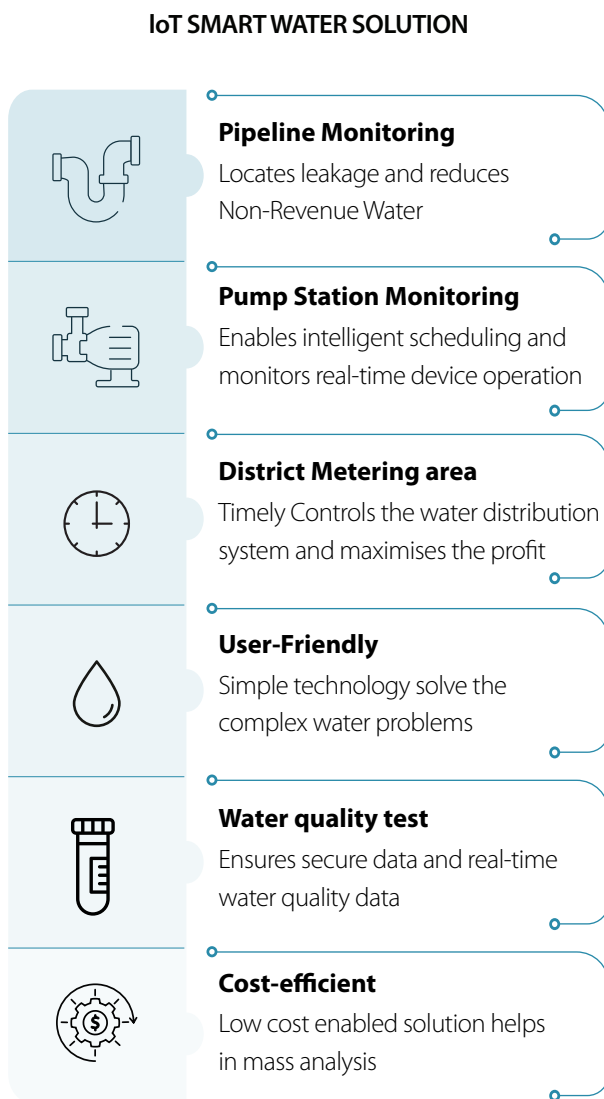 IoT SMART WATER SOLUTION
Pipeline Monitoring
Locates leakage and reduces
Non-Revenue Water
Pump Station Monitoring
Enables intelligent scheduling and
monitors real-time device operation
District Metering area
Timely Controls the water distribution
system and maximises the profit
User-Friendly
Simple technology solve the
complex water problems
Water quality test
Ensures secure data and real-time
water quality data
$
Cost-efficient
Low cost enabled solution helps
in mass analysis